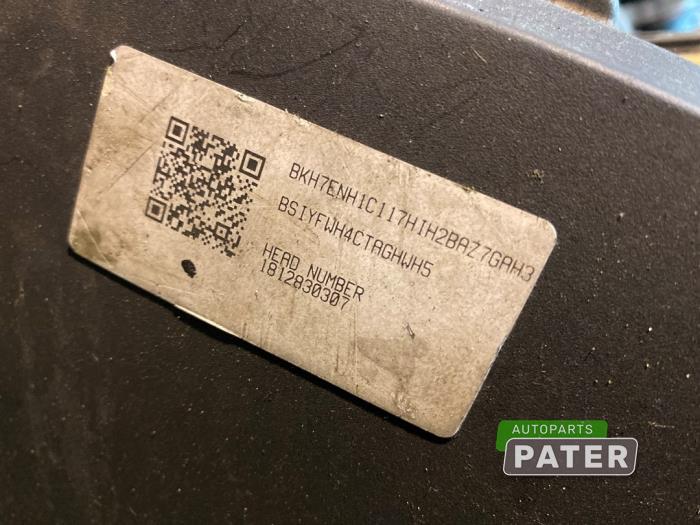 BKH7ENH1C117HIH2BAZ7GAH3
BSIYFWH4CTAGHWH5
HEAD NUMBER
1812830307
AUTOPARTS
PATER